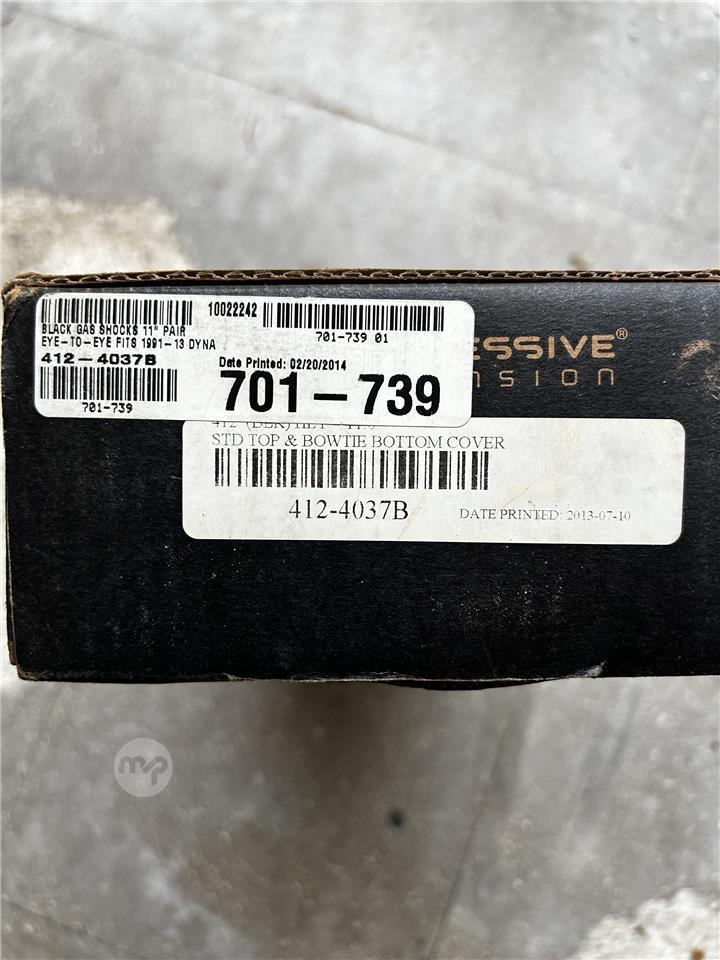 BLACK GAS SHOCKS 11" PAIR
EYE-TO-EYE FITS 1991-13 DYNA
412-4037B
701-739
10022242
701-739 01
Date Printed: 02/20/2014
701-739
ESSIVE®
NSION
STD TOP & BOWTIE BOTTOM COVER
412-4037B
DATE PRINTED: 2013-07-10
mp